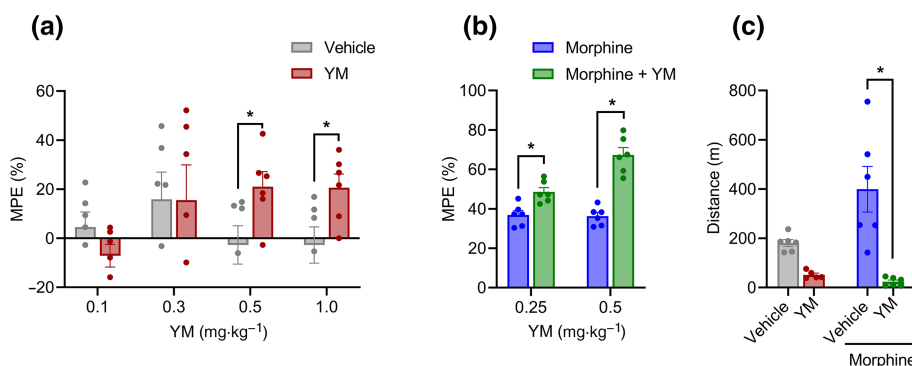 (a)
Vehicle
YM
MPE (%)
60
40
20
0
−20
*
*
0.1
0.3
0.5
1.0
YM (mg·kg⁻¹)
(b)
Morphine
Morphine + YM
MPE (%)
100
80
60
40
20
0
*
*
0.25
0.5
YM (mg·kg⁻¹)
(c)
Distance (m)
800
600
400
200
0
*
Vehicle
YM
Vehicle
YM
Morphine